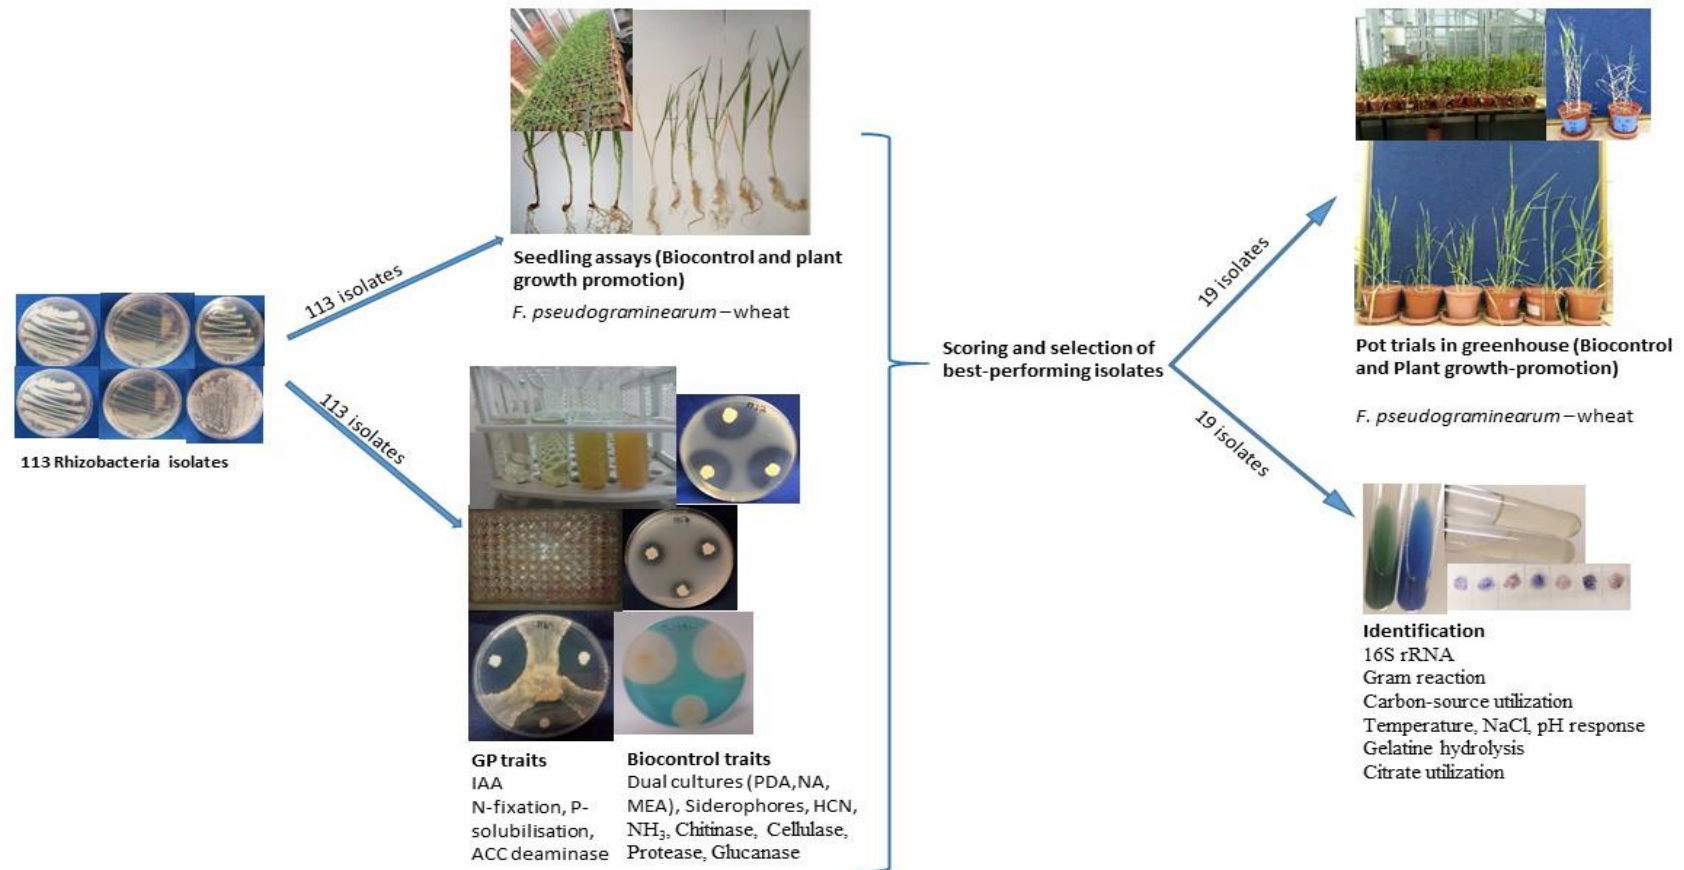 113 Rhizobacteria isolates
113 isolates
113 isolates
Seedling assays (Biocontrol and plant
growth promotion)
F. pseudograminearum – wheat
GP traits
IAA
N-fixation, P-
solubilisation,
ACC deaminase
Biocontrol traits
Dual cultures (PDA,NA,
MEA), Siderophores, HCN,
NH₃, Chitinase, Cellulase,
Protease, Glucanase
Scoring and selection of
best-performing isolates
19 isolates
19 isolates
Pot trials in greenhouse (Biocontrol
and Plant growth-promotion)
F. pseudograminearum – wheat
Identification
16S rRNA
Gram reaction
Carbon-source utilization
Temperature, NaCl, pH response
Gelatine hydrolysis
Citrate utilization